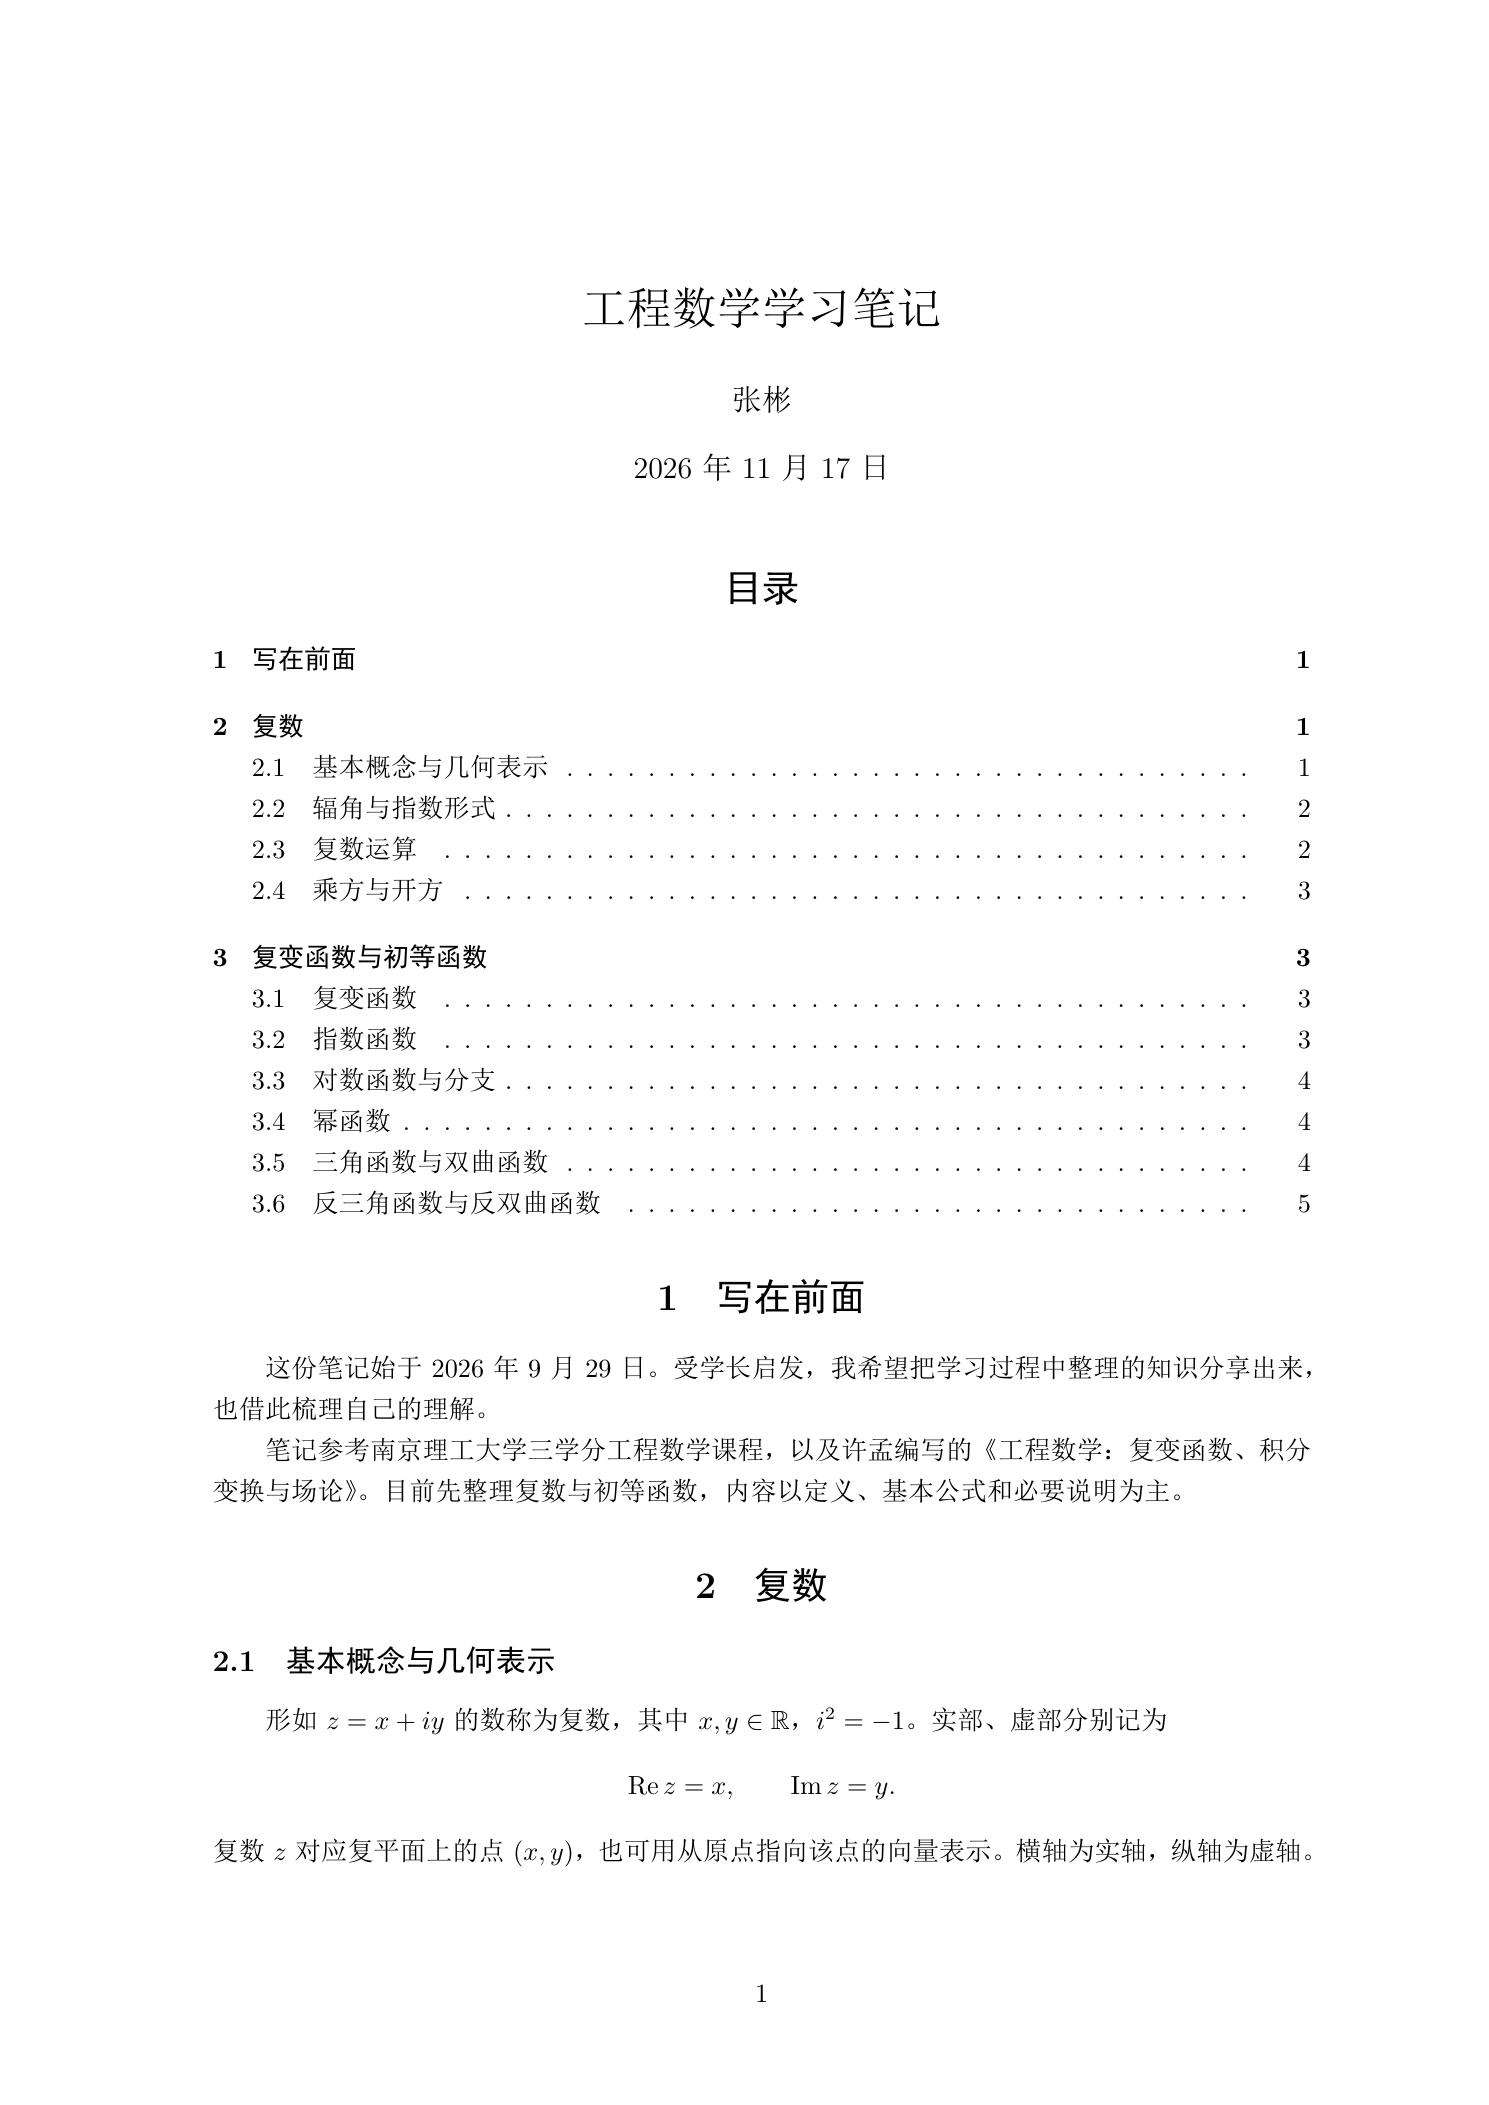 工程数学学习笔记
张彬
2026 年 11 月 17 日
目录
1 写在前面 1
2 复数 1
2.1 基本概念与几何表示 . . . . . . . . . . . . . . . . . . . . . . . . . . . . . . . . . . 1
2.2 辐角与指数形式 . . . . . . . . . . . . . . . . . . . . . . . . . . . . . . . . . . . . . 2
2.3 复数运算 . . . . . . . . . . . . . . . . . . . . . . . . . . . . . . . . . . . . . . . . 2
2.4 乘方与开方 . . . . . . . . . . . . . . . . . . . . . . . . . . . . . . . . . . . . . . . 3
3 复变函数与初等函数 3
3.1 复变函数 . . . . . . . . . . . . . . . . . . . . . . . . . . . . . . . . . . . . . . . . 3
3.2 指数函数 . . . . . . . . . . . . . . . . . . . . . . . . . . . . . . . . . . . . . . . . 3
3.3 对数函数与分支 . . . . . . . . . . . . . . . . . . . . . . . . . . . . . . . . . . . . . 4
3.4 幂函数 . . . . . . . . . . . . . . . . . . . . . . . . . . . . . . . . . . . . . . . . . . 4
3.5 三角函数与双曲函数 . . . . . . . . . . . . . . . . . . . . . . . . . . . . . . . . . . 4
3.6 反三角函数与反双曲函数 . . . . . . . . . . . . . . . . . . . . . . . . . . . . . . . 5
1 写在前面
这份笔记始于 2026 年 9 月 29 日。受学长启发，我希望把学习过程中整理的知识分享出来，
也借此梳理自己的理解。
笔记参考南京理工大学三学分工程数学课程，以及许孟编写的《工程数学：复变函数、积分
变换与场论》。目前先整理复数与初等函数，内容以定义、基本公式和必要说明为主。
2 复数
2.1 基本概念与几何表示
形如 z = x + iy 的数称为复数，其中 x, y ∈ ℝ，i² = −1。实部、虚部分别记为
Re z = x, Im z = y.
复数 z 对应复平面上的点 (x, y)，也可用从原点指向该点的向量表示。横轴为实轴，纵轴为虚轴。
1